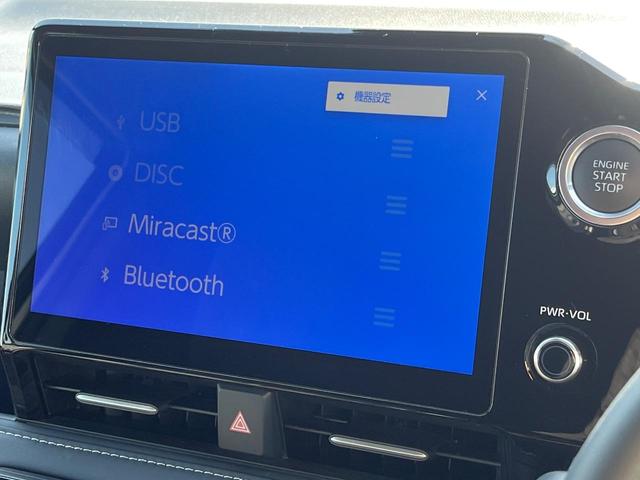 機器設定
USB
DISC
Miracast®
Bluetooth
ENGINE
START
STOP
PWR·VOL